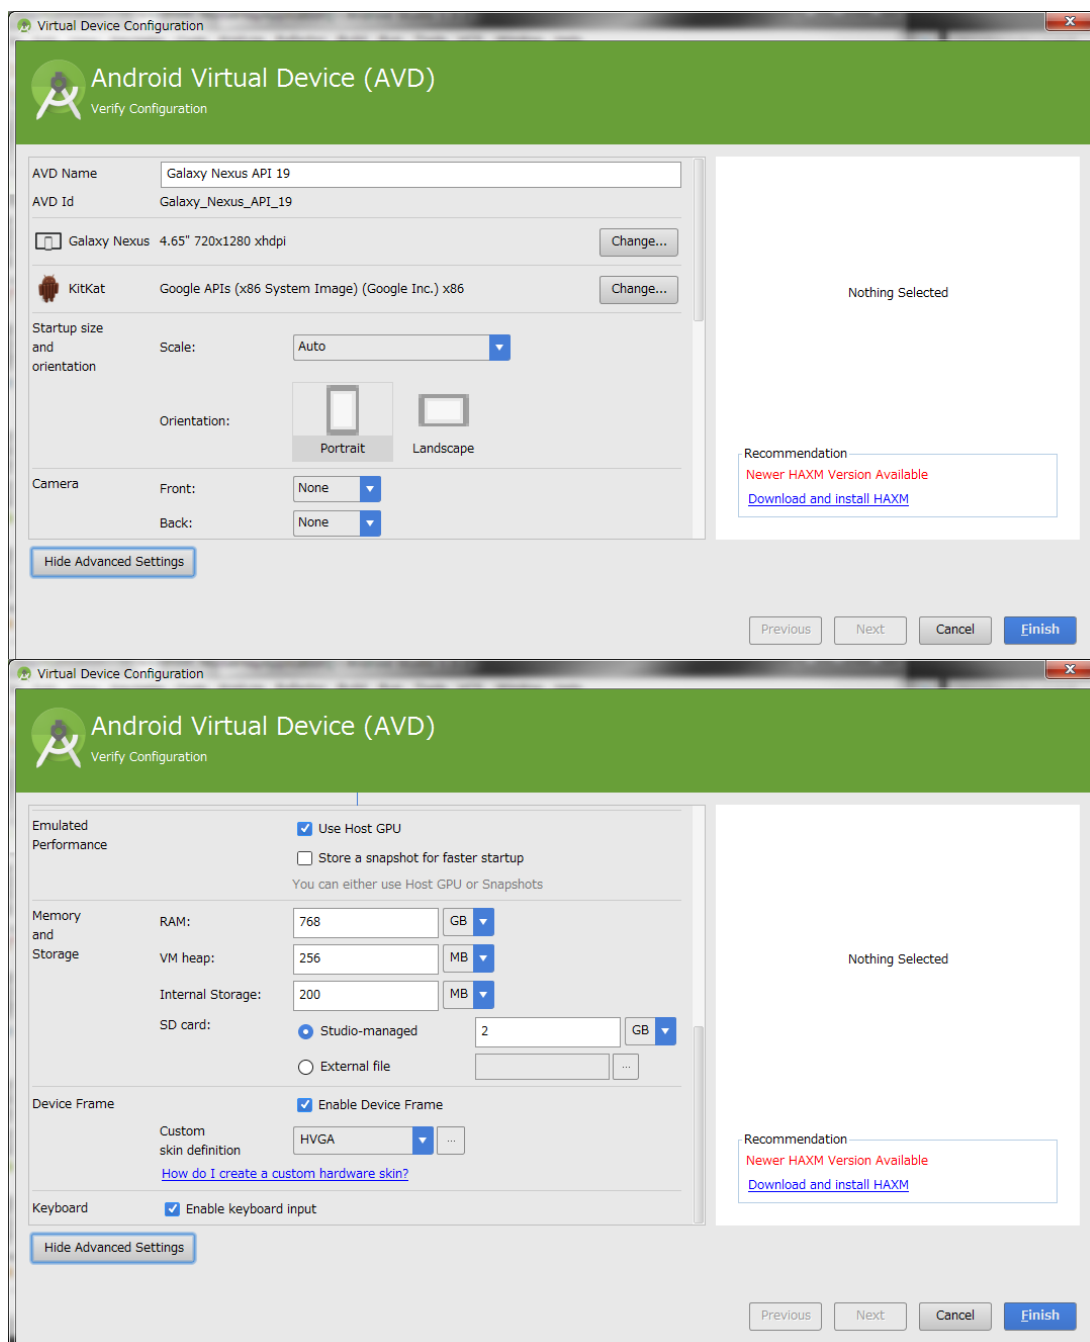 Virtual Device Configuration
Android Virtual Device (AVD)
Verify Configuration
AVD Name Galaxy Nexus API 19
AVD Id Galaxy_Nexus_API_19
Galaxy Nexus 4.65" 720x1280 xhdpi Change...
KitKat Google APIs (x86 System Image) (Google Inc.) x86 Change...
Startup size
and
orientation
Scale: Auto
Orientation:
Portrait Landscape
Camera Front: None
Back: None
Nothing Selected
Recommendation
Newer HAXM Version Available
Download and install HAXM
Hide Advanced Settings
Previous Next Cancel Finish
Virtual Device Configuration
Android Virtual Device (AVD)
Verify Configuration
Emulated
Performance
Use Host GPU
Store a snapshot for faster startup
You can either use Host GPU or Snapshots
Memory
and
Storage
RAM: 768 GB
VM heap: 256 MB
Internal Storage: 200 MB
SD card: Studio-managed 2 GB
External file ...
Device Frame Enable Device Frame
Custom
skin definition
HVGA ...
How do I create a custom hardware skin?
Keyboard Enable keyboard input
Nothing Selected
Recommendation
Newer HAXM Version Available
Download and install HAXM
Hide Advanced Settings
Previous Next Cancel Finish